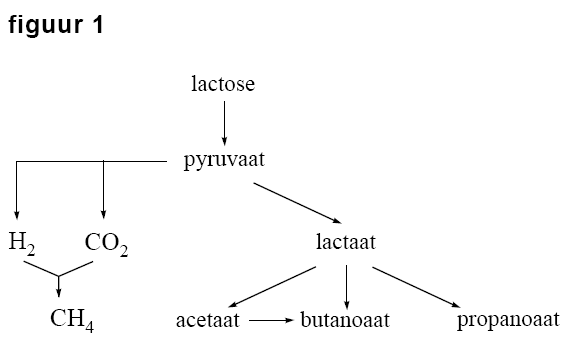 figuur 1
lactose
pyruvaat
H₂ CO₂ lactaat
CH₄ acetaat butanoaat propanoaat